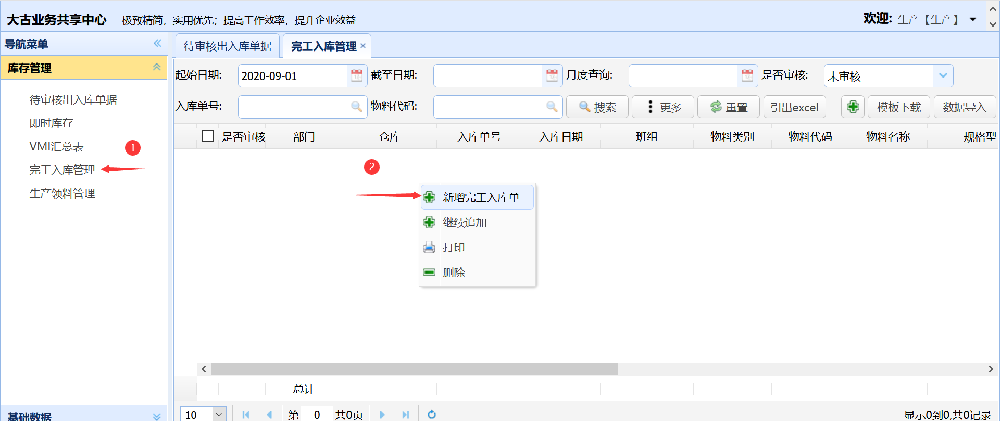 大古业务共享中心 极致精简，实用优先；提高工作效率，提升企业效益 欢迎: 生产【生产】
导航菜单
库存管理
待审核出入库单据
即时库存
VMI汇总表
1
完工入库管理
生产领料管理
基础数据
待审核出入库单据 完工入库管理 ×
起始日期: 2020-09-01 截至日期: 月度查询: 是否审核: 未审核
入库单号: 物料代码: 搜索 更多 重置 引出excel 模板下载 数据导入
是否审核 部门 仓库 入库单号 入库日期 班组 物料类别 物料代码 物料名称 规格型
2
新增完工入库单
继续追加
打印
删除
总计
10 第 0 共0页 显示0到0,共0记录